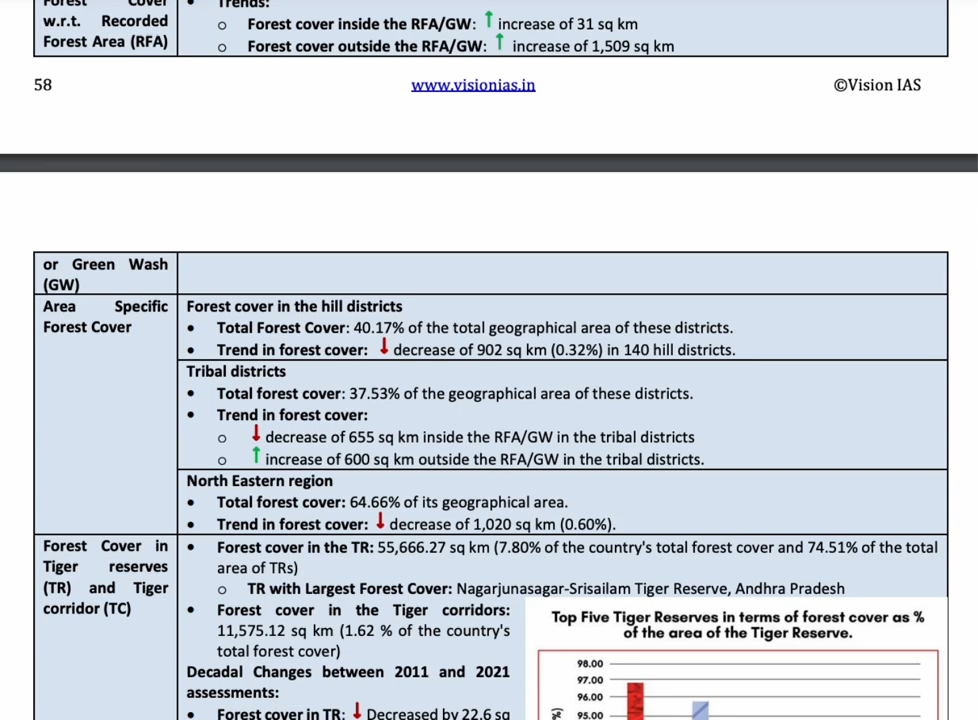 Forest Cover
w.r.t. Recorded
Forest Area (RFA)
• Trends:
o Forest cover inside the RFA/GW: ↑ increase of 31 sq km
o Forest cover outside the RFA/GW: ↑ increase of 1,509 sq km
58 www.visionias.in ©Vision IAS
or Green Wash
(GW)
Area Specific
Forest Cover
Forest cover in the hill districts
• Total Forest Cover: 40.17% of the total geographical area of these districts.
• Trend in forest cover: ↓ decrease of 902 sq km (0.32%) in 140 hill districts.
Tribal districts
• Total forest cover: 37.53% of the geographical area of these districts.
• Trend in forest cover:
o ↓ decrease of 655 sq km inside the RFA/GW in the tribal districts
o ↑ increase of 600 sq km outside the RFA/GW in the tribal districts.
North Eastern region
• Total forest cover: 64.66% of its geographical area.
• Trend in forest cover: ↓ decrease of 1,020 sq km (0.60%).
Forest Cover in
Tiger reserves
(TR) and Tiger
corridor (TC)
• Forest cover in the TR: 55,666.27 sq km (7.80% of the country's total forest cover and 74.51% of the total
area of TRs)
o TR with Largest Forest Cover: Nagarjunasagar-Srisailam Tiger Reserve, Andhra Pradesh
• Forest cover in the Tiger corridors:
11,575.12 sq km (1.62 % of the country's
total forest cover)
Decadal Changes between 2011 and 2021
assessments:
• Forest cover in TR: ↓ Decreased by 22.6 sq
Top Five Tiger Reserves in terms of forest cover as %
of the area of the Tiger Reserve.
98.00
97.00
96.00
95.00
%)